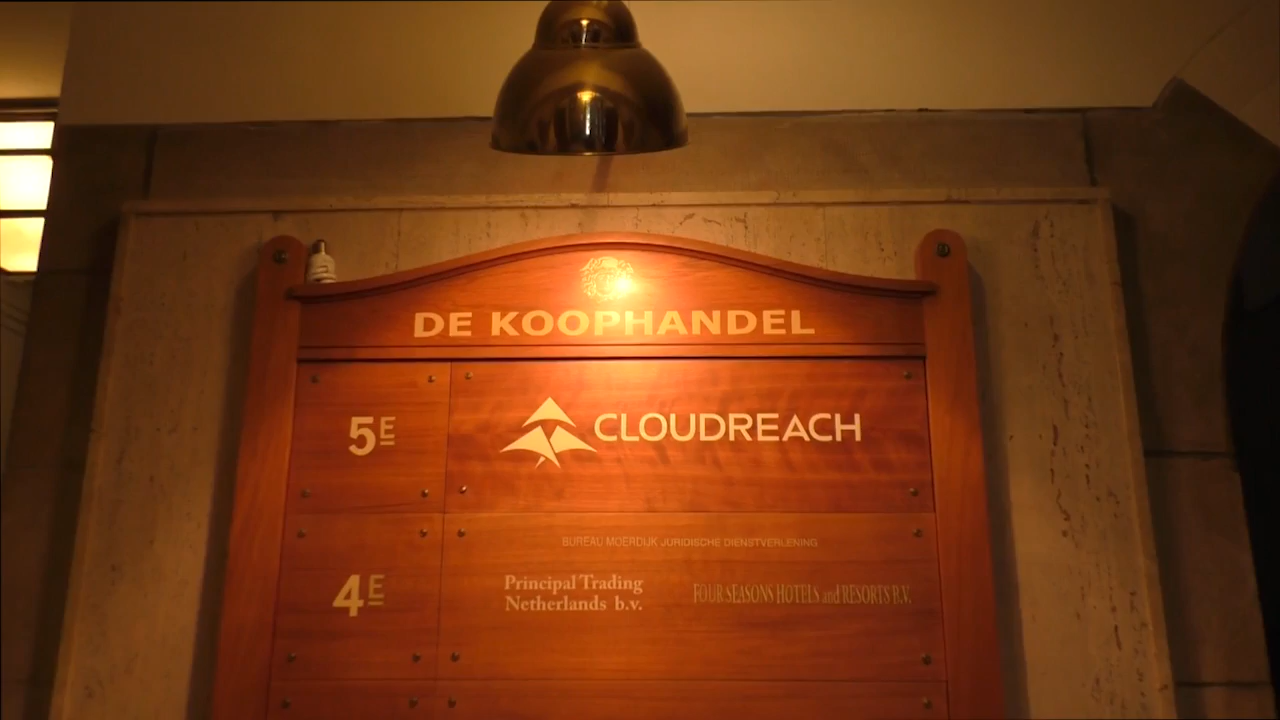 DE KOOPHANDEL
5E
CLOUDREACH
BUREAU MOERDIJK JURIDISCHE DIENSTVERLENING
4E
Principal Trading
Netherlands b.v.
FOUR SEASONS HOTELS and RESORTS B.V.